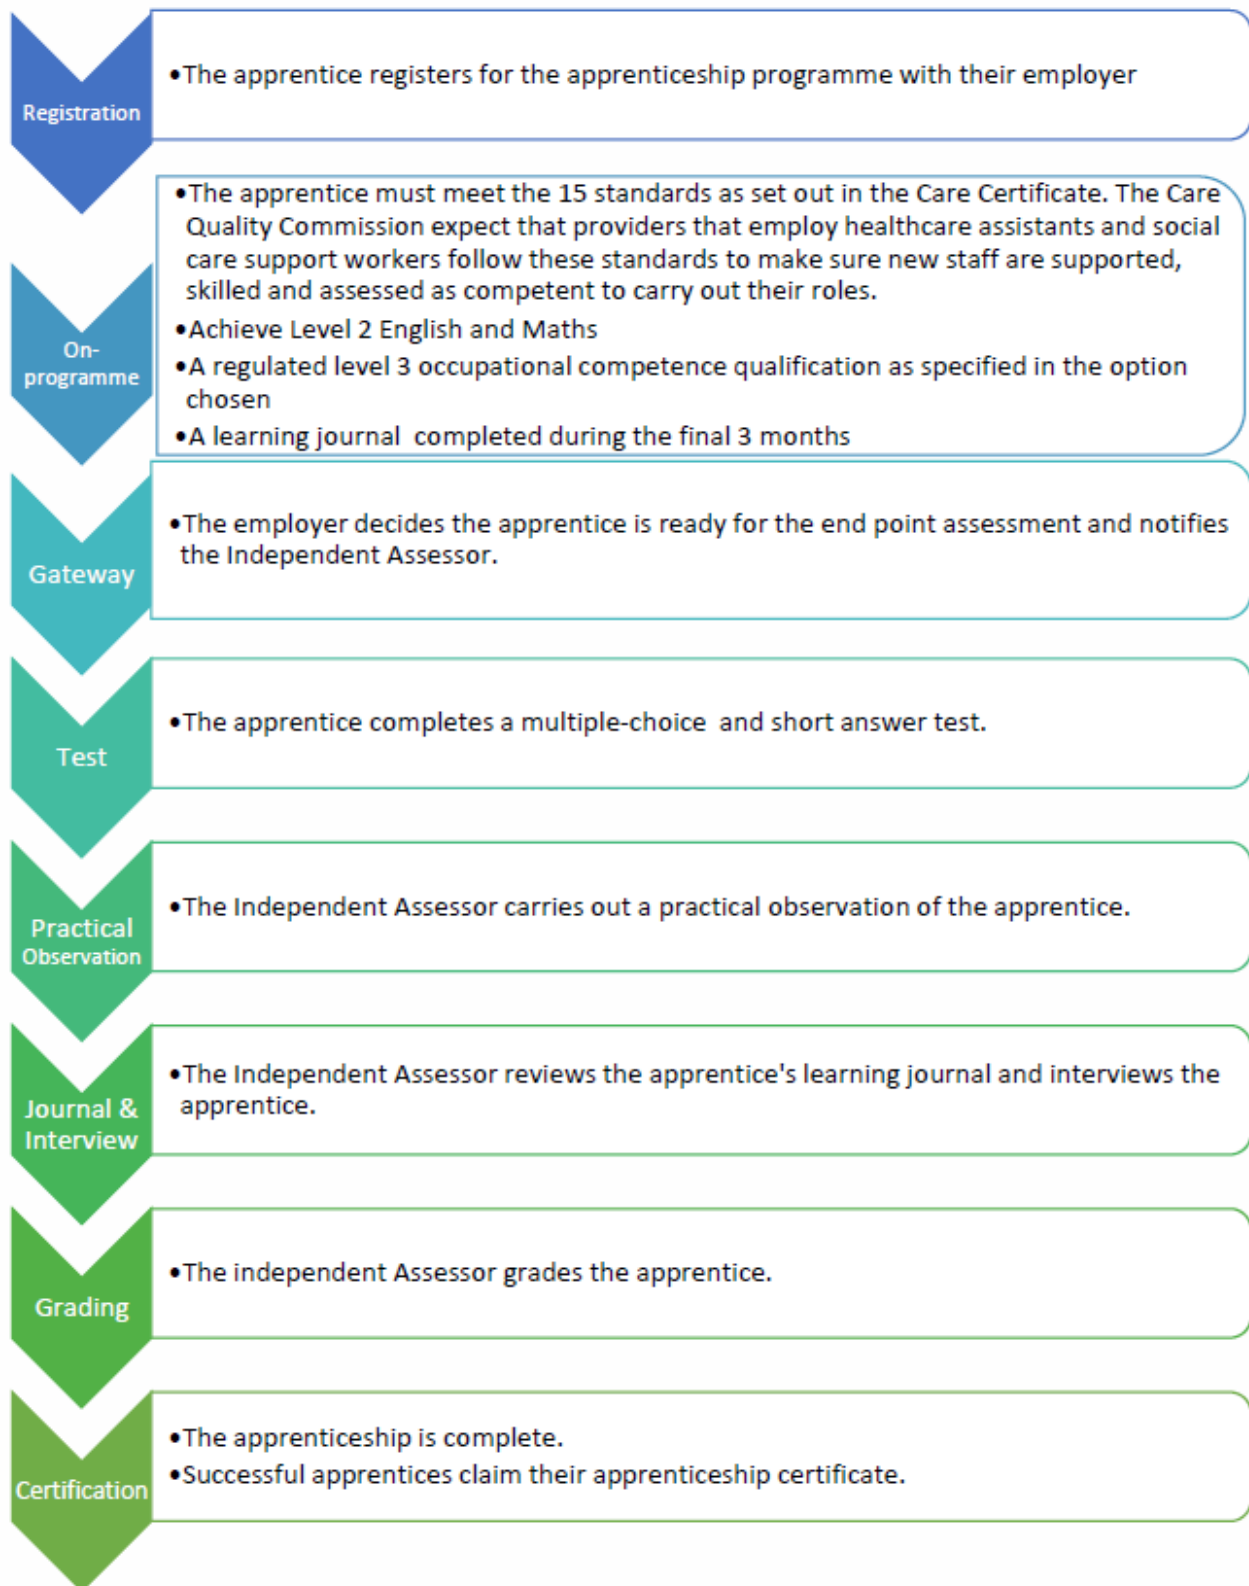 Registration
•The apprentice registers for the apprenticeship programme with their employer
On-
programme
•The apprentice must meet the 15 standards as set out in the Care Certificate. The Care
Quality Commission expect that providers that employ healthcare assistants and social
care support workers follow these standards to make sure new staff are supported,
skilled and assessed as competent to carry out their roles.
•Achieve Level 2 English and Maths
•A regulated level 3 occupational competence qualification as specified in the option
chosen
•A learning journal  completed during the final 3 months
Gateway
•The employer decides the apprentice is ready for the end point assessment and notifies
the Independent Assessor.
Test
•The apprentice completes a multiple-choice  and short answer test.
Practical
Observation
•The Independent Assessor carries out a practical observation of the apprentice.
Journal &
Interview
•The Independent Assessor reviews the apprentice's learning journal and interviews the
apprentice.
Grading
•The independent Assessor grades the apprentice.
Certification
•The apprenticeship is complete.
•Successful apprentices claim their apprenticeship certificate.